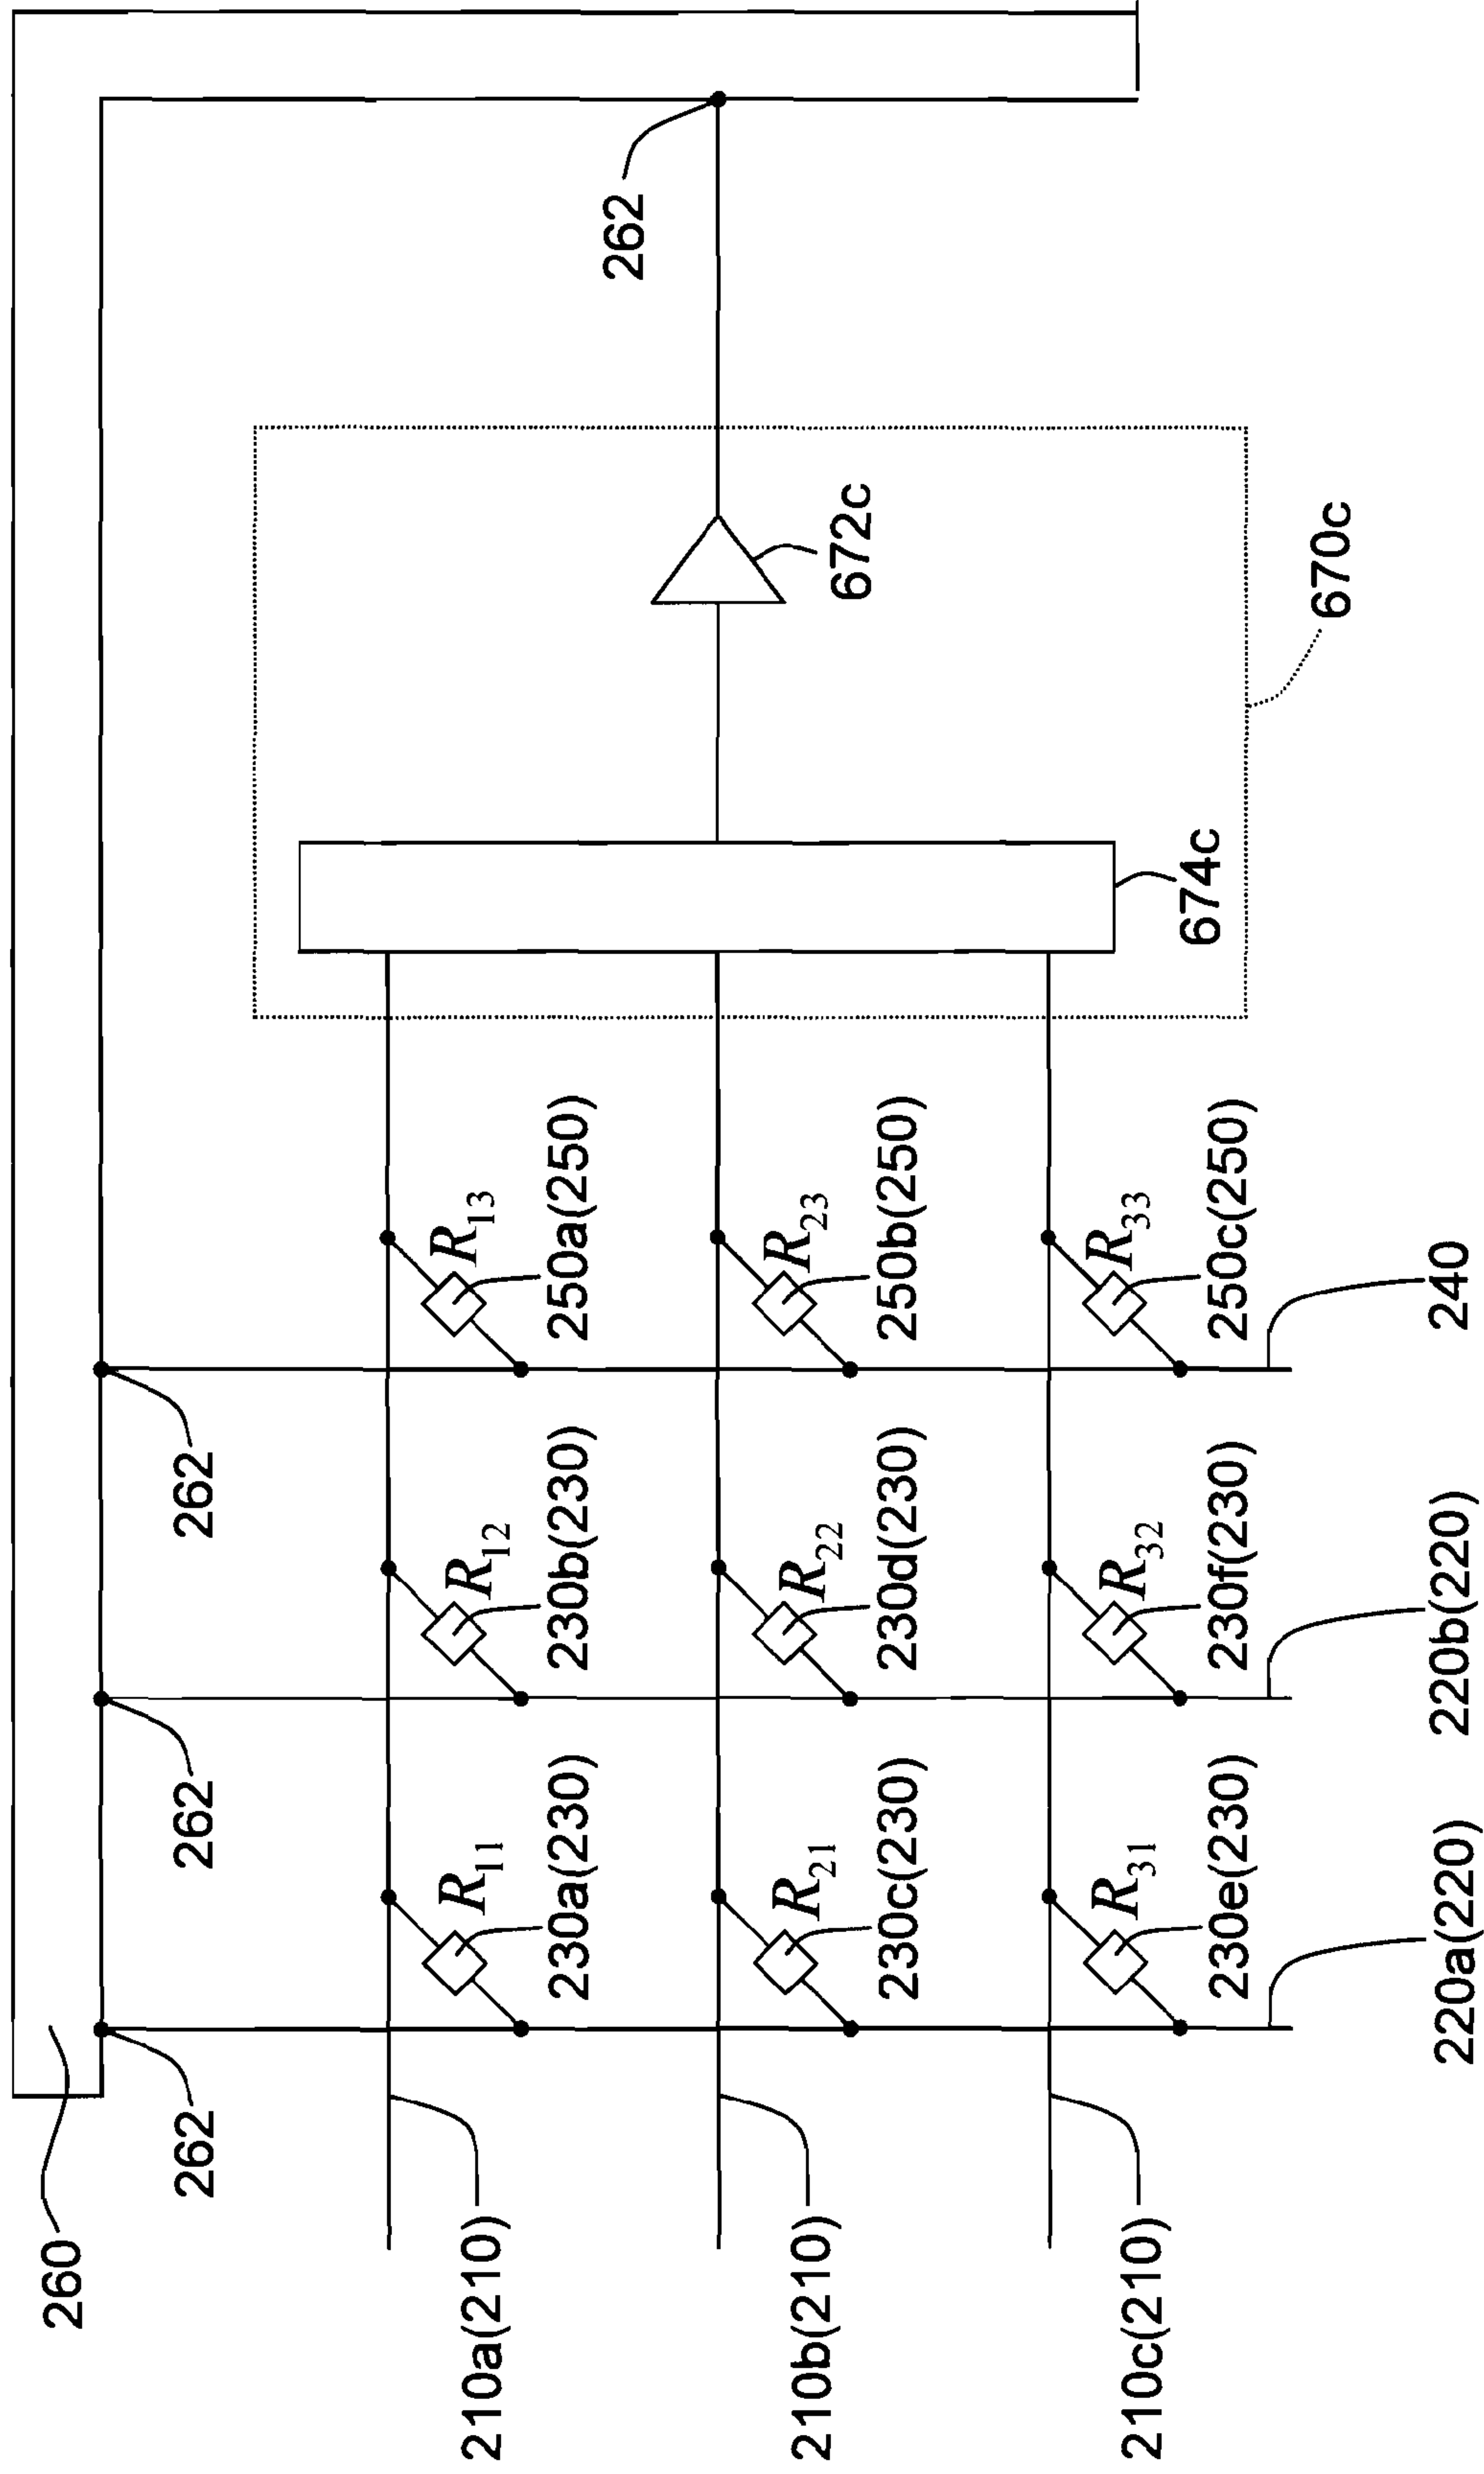 260
262
262
262
262
210a(210)
R11
R12
R13
230a(230)
230b(230)
250a(250)
210b(210)
R21
R22
R23
672c
230c(230)
230d(230)
250b(250)
210c(210)
R31
R32
R33
674c
230e(230)
230f(230)
250c(250)
670c
220a(220)
220b(220)
240